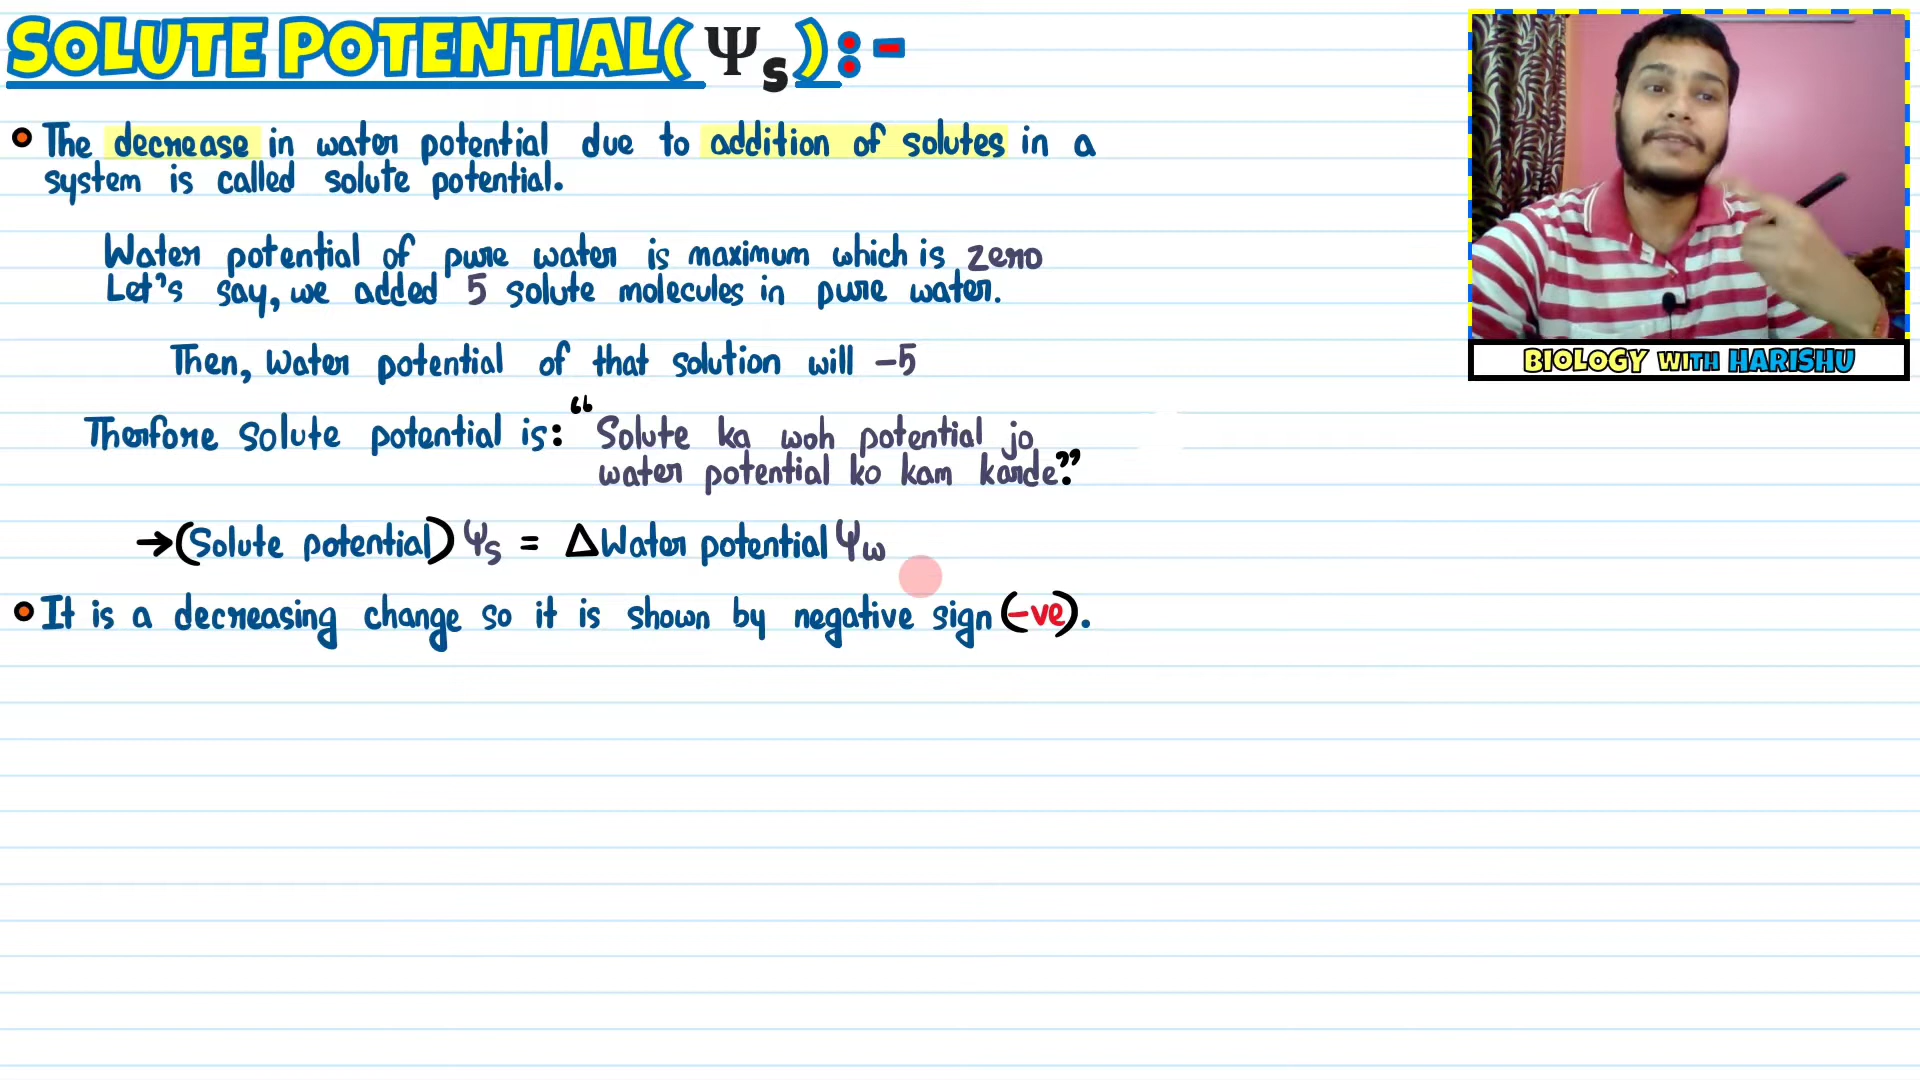 SOLUTE POTENTIAL( Ψs ):-
• The decrease in water potential due to addition of solutes in a
system is called solute potential.
Water potential of pure water is maximum which is zero
Let's say, we added 5 solute molecules in pure water.
Then, Water potential of that solution will -5
Therfore Solute potential is: “Solute ka woh potential jo
water potential ko kam karde.”
→(Solute potential) Ψs = ΔWater potential Ψw
• It is a decreasing change so it is shown by negative sign (-ve).
BIOLOGY WITH HARISHU